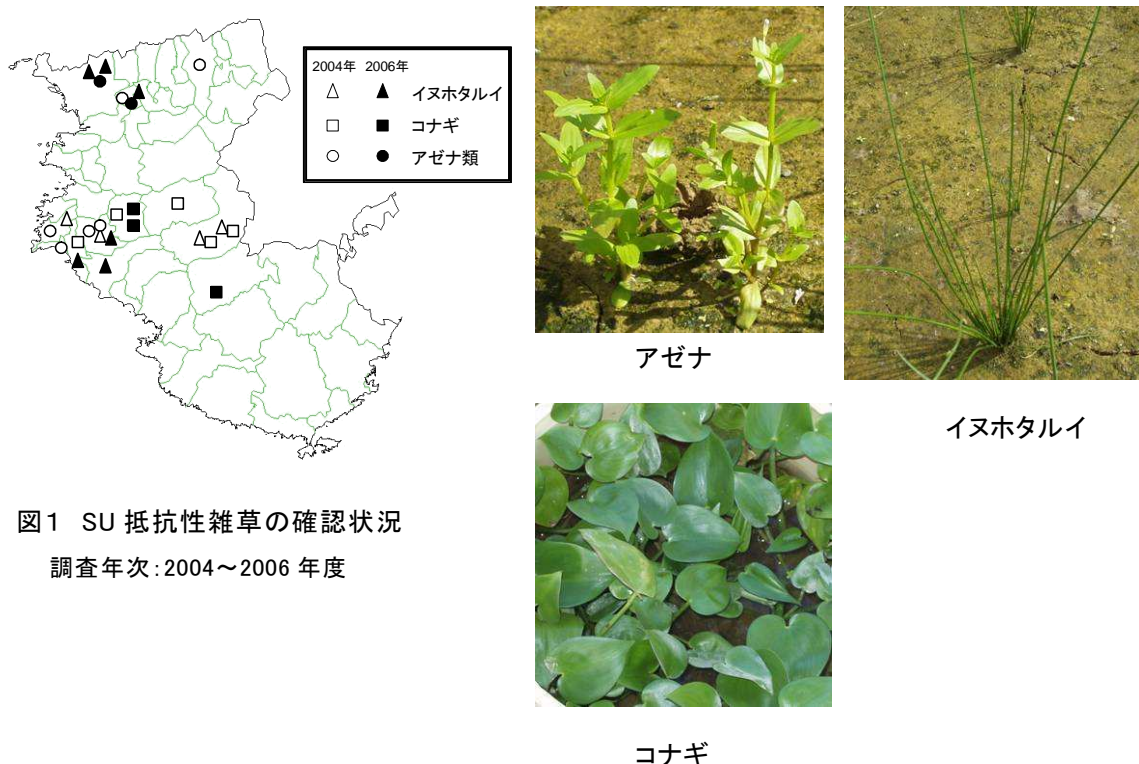 2004年 2006年
△ ▲ イヌホタルイ
□ ■ コナギ
○ ● アゼナ類
アゼナ
イヌホタルイ
図1 SU 抵抗性雑草の確認状況
調査年次：2004～2006 年度
コナギ